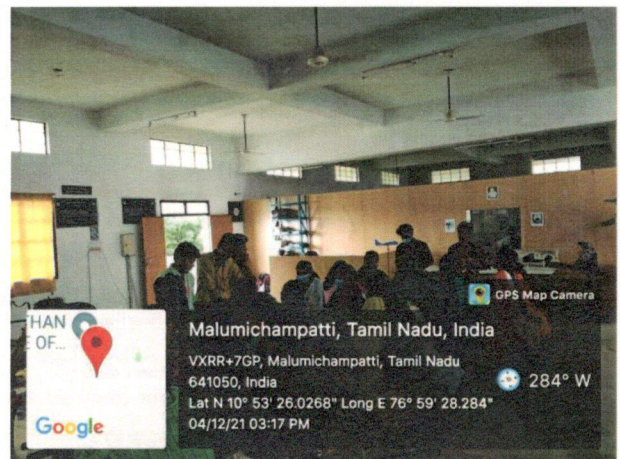 GPS Map Camera
Malumichampatti, Tamil Nadu, India
VXRR+7GP, Malumichampatti, Tamil Nadu
641050, India
Lat N 10° 53' 26.0268" Long E 76° 59' 28.284"
04/12/21 03:17 PM
284° W
THAN
E OF...
Google